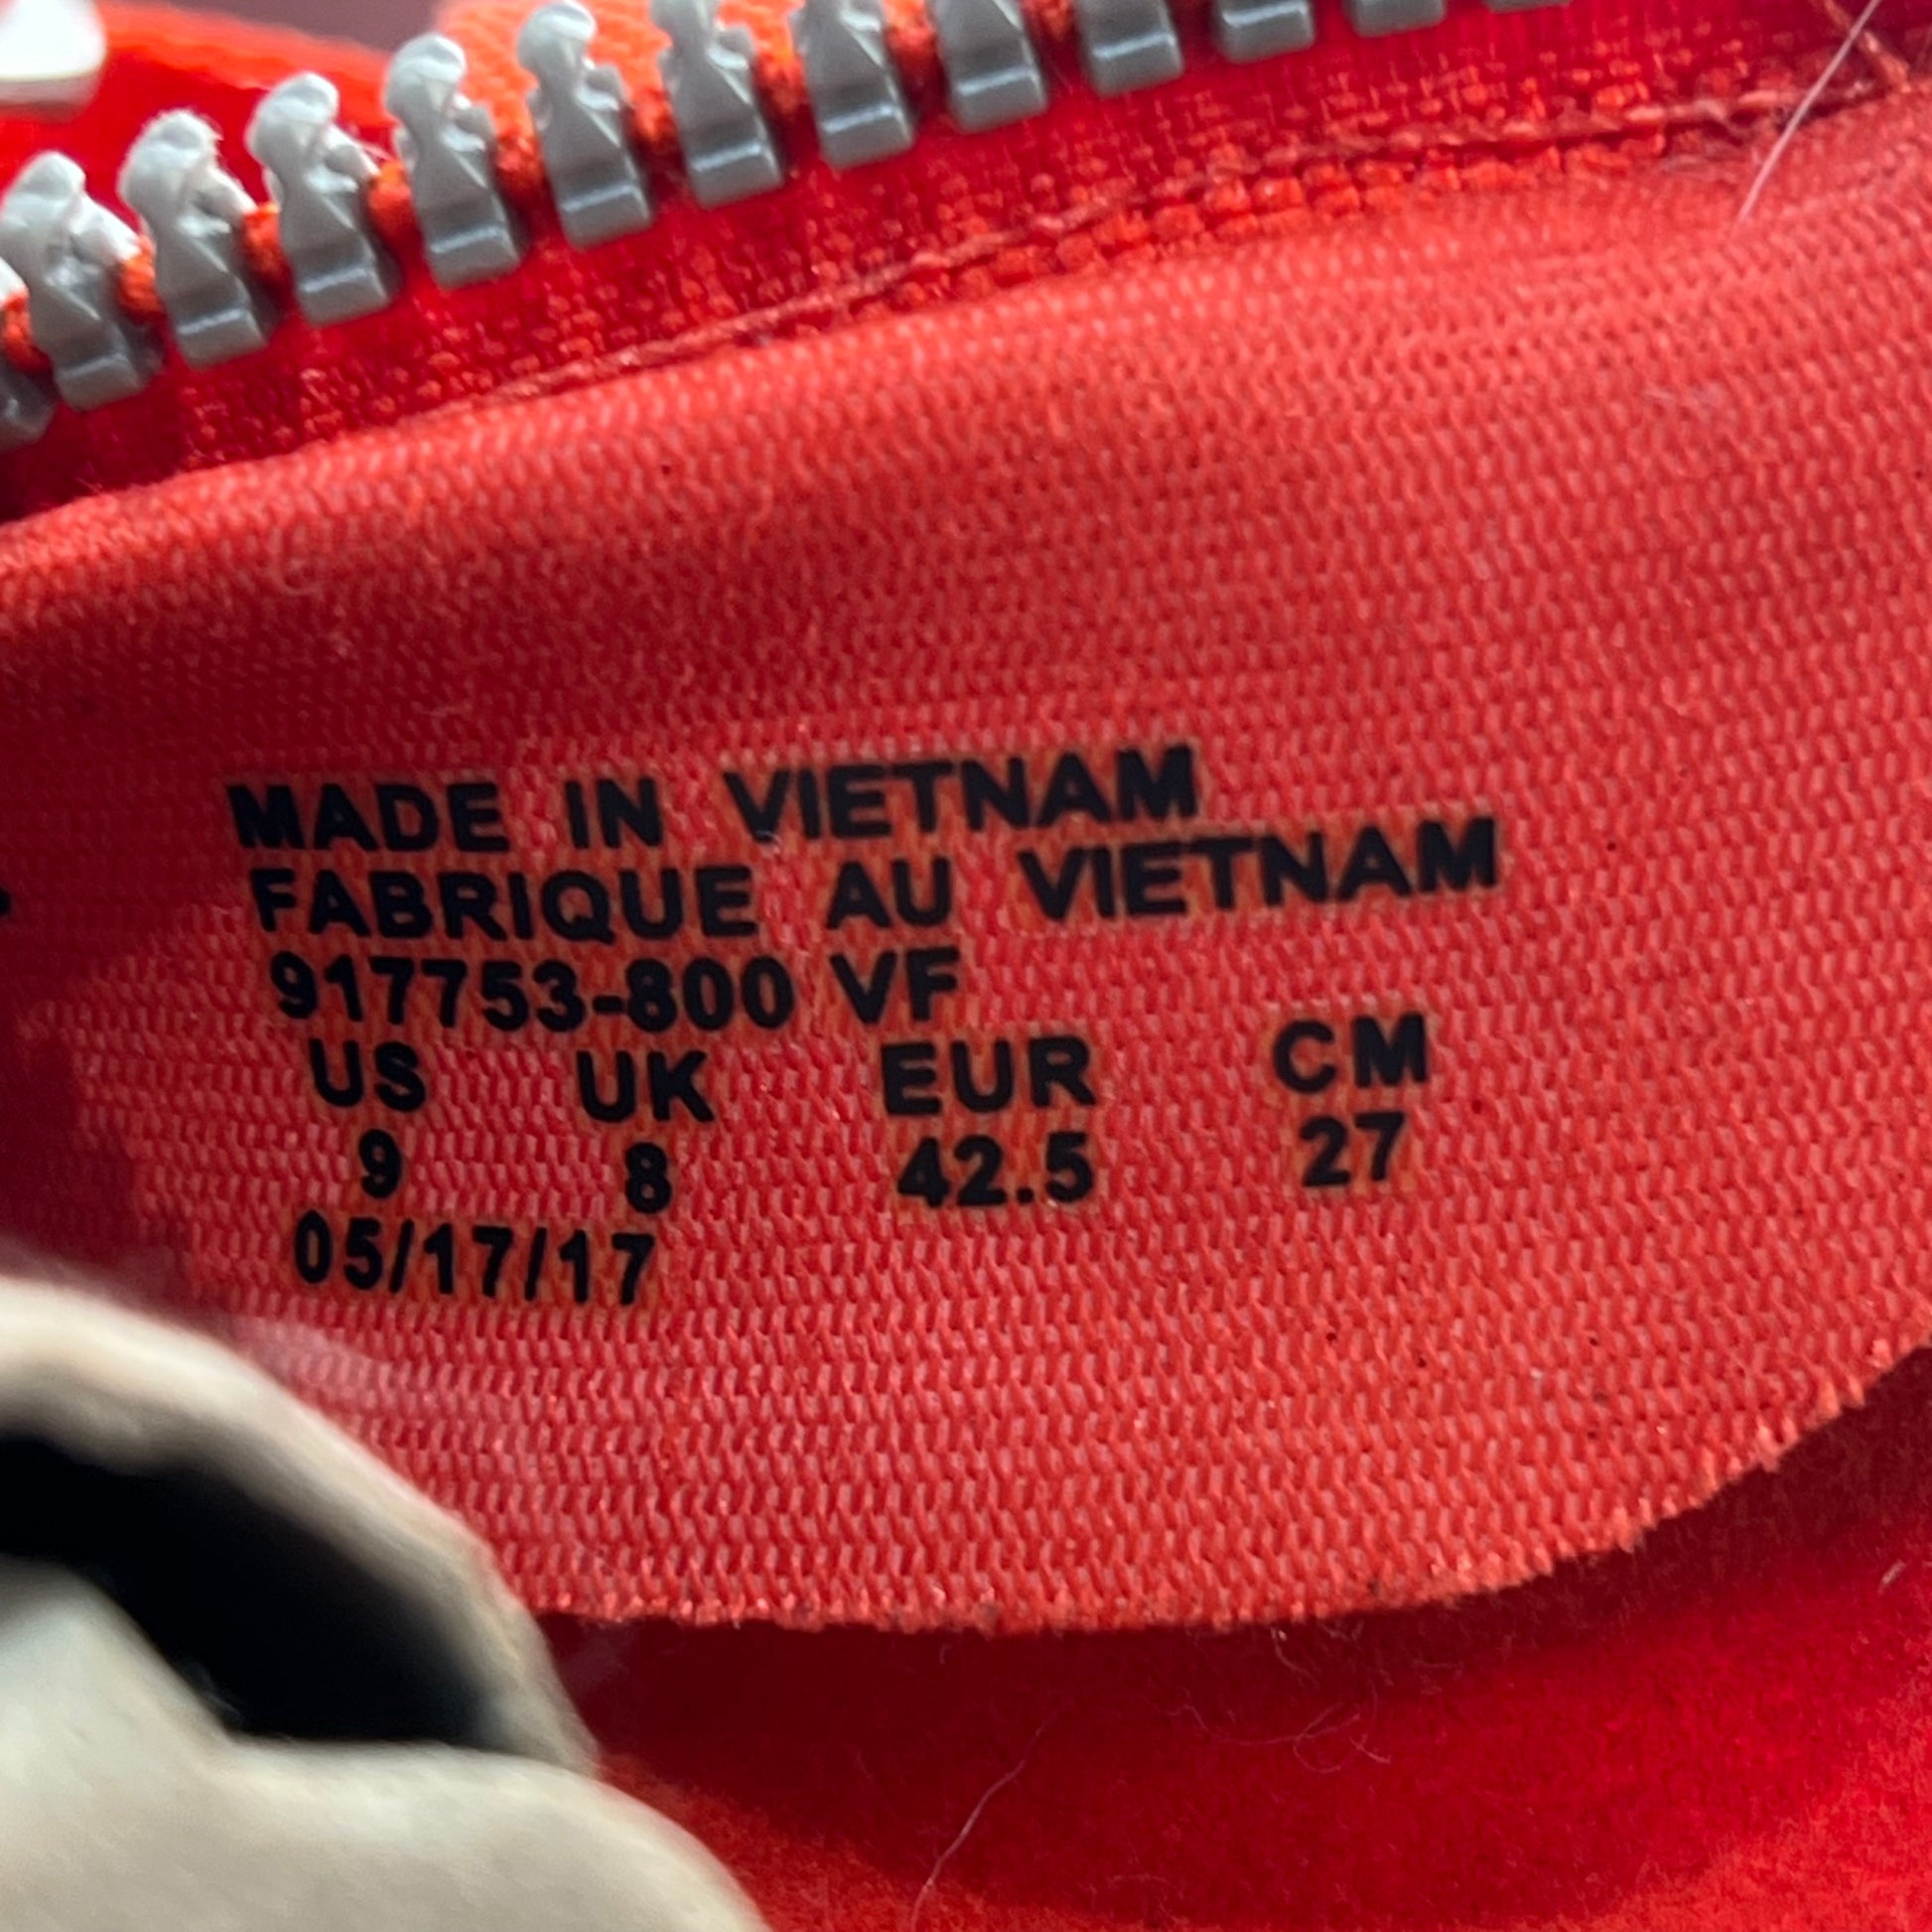 MADE IN VIETNAM
FABRIQUE AU VIETNAM
917753-800 VF
US UK EUR CM
9 8 42.5 27
05/17/17